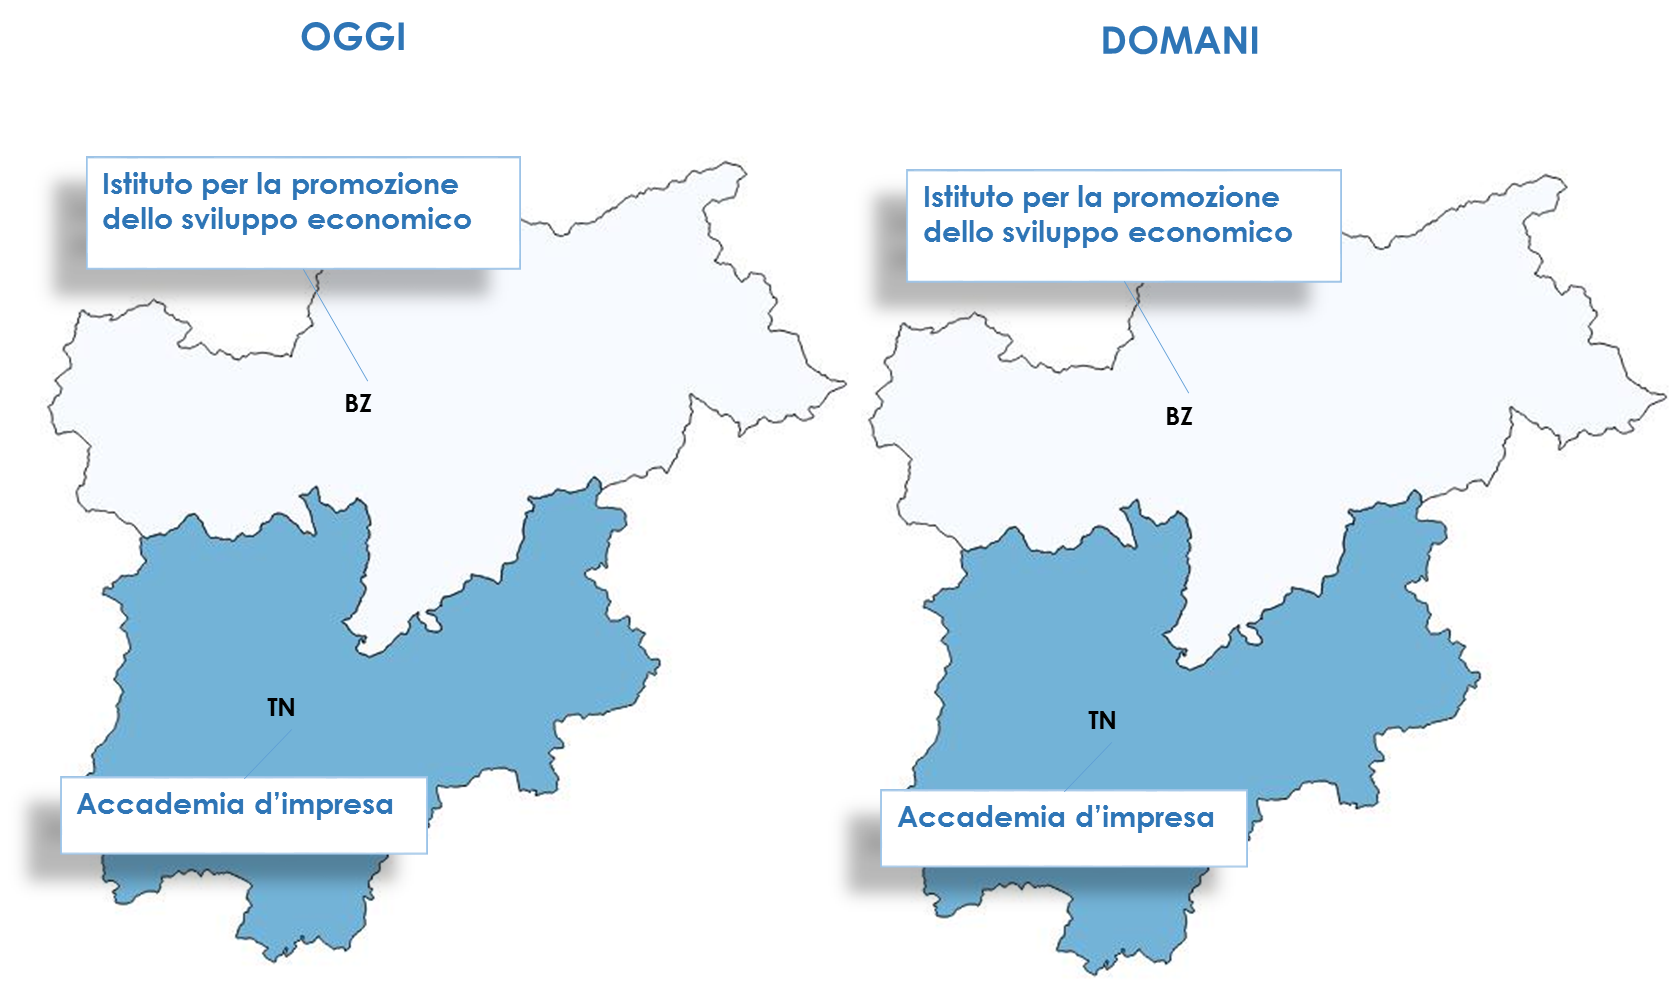 OGGI
Istituto per la promozione
dello sviluppo economico
BZ
TN
Accademia d’impresa
DOMANI
Istituto per la promozione
dello sviluppo economico
BZ
TN
Accademia d’impresa